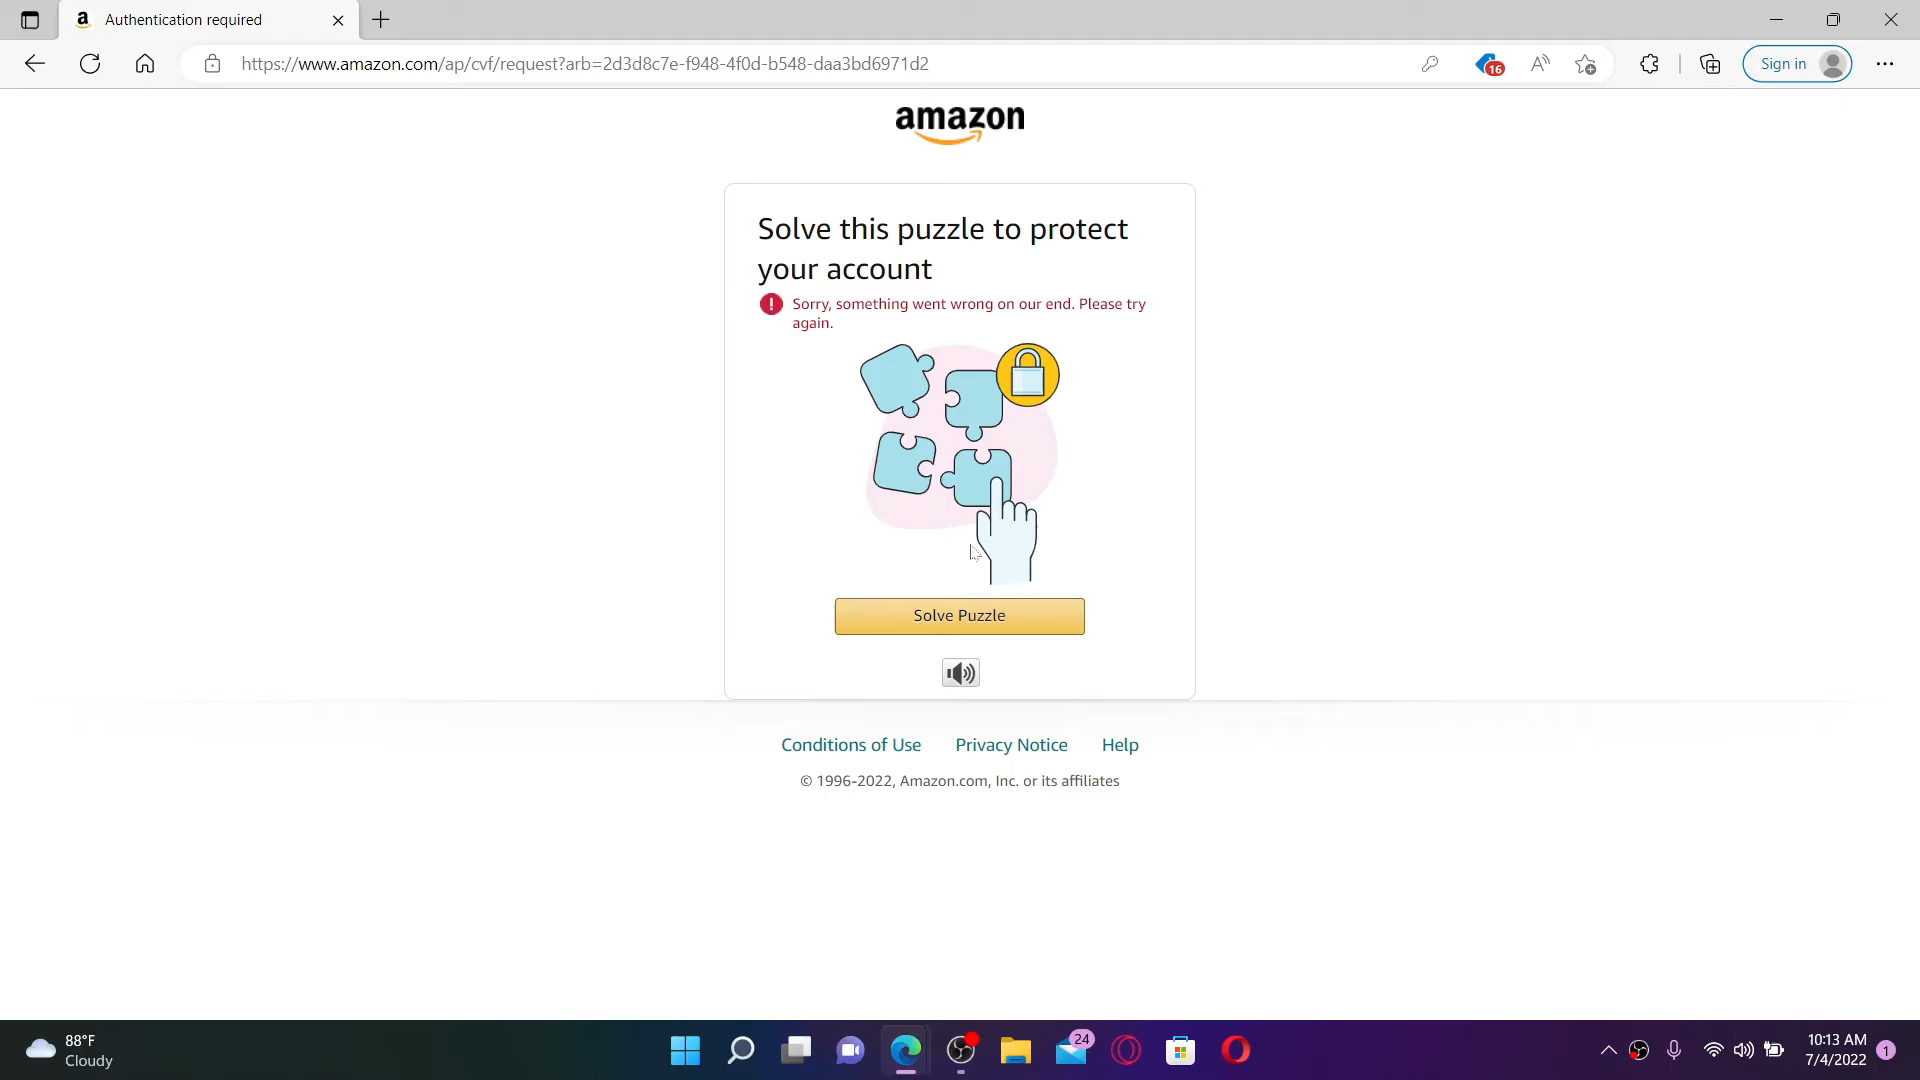 Authentication required
https://www.amazon.com/ap/cvf/request?arb=2d3d8c7e-f948-4f0d-b548-daa3bd6971d2
16
Sign in
amazon
Solve this puzzle to protect
your account
Sorry, something went wrong on our end. Please try
again.
Solve Puzzle
Conditions of Use
Privacy Notice
Help
© 1996-2022, Amazon.com, Inc. or its affiliates
88°F
Cloudy
24
10:13 AM
7/4/2022
1